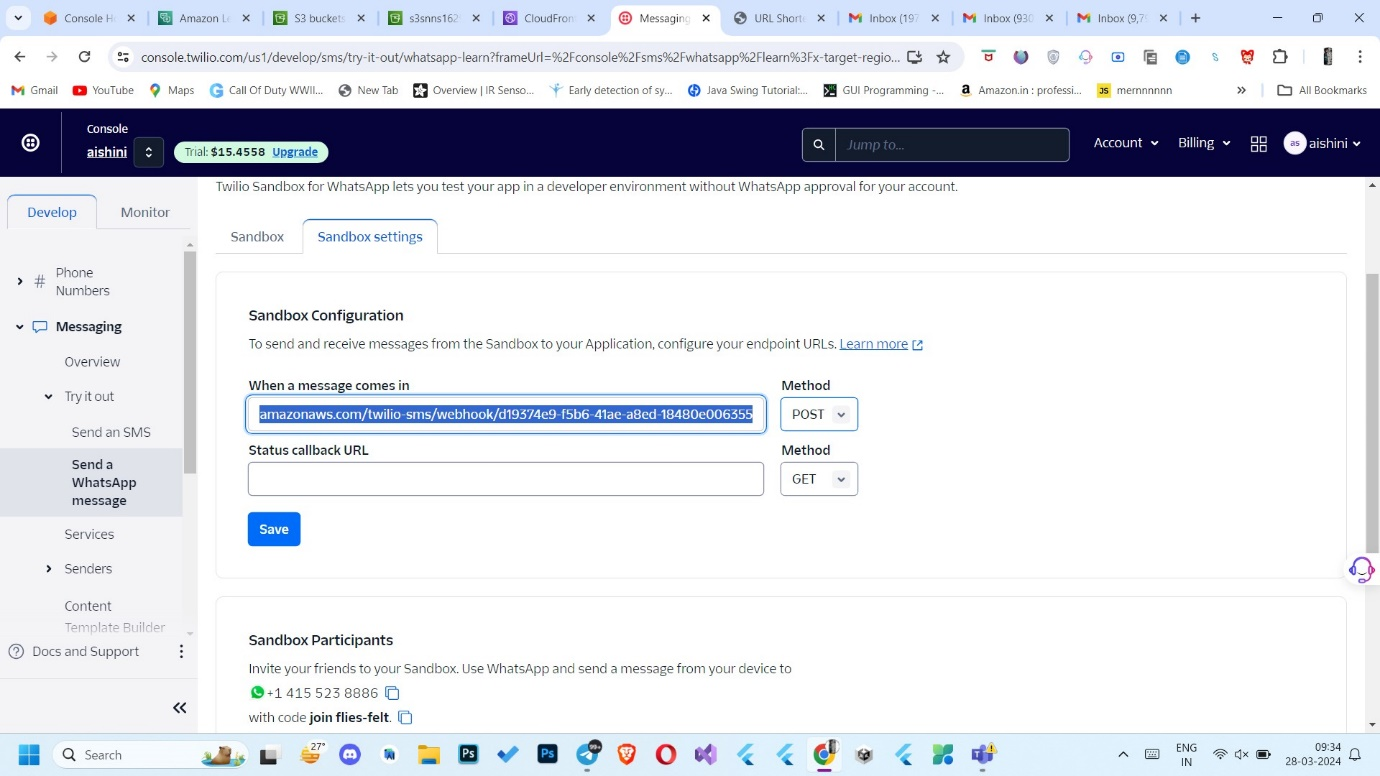 Console H
Amazon Le
S3 buckets
s3snns162
CloudFron
Messaging
URL Short
Inbox (197
Inbox (930
Inbox (9,79
console.twilio.com/us1/develop/sms/try-it-out/whatsapp-learn?frameUrl=%2Fconsole%2Fsms%2Fwhatsapp%2Flearn%3Fx-target-regio...
Gmail
YouTube
Maps
Call Of Duty WWII...
New Tab
Overview | IR Senso...
Early detection of sy...
Java Swing Tutorial:...
GUI Programming -...
Amazon.in : professi...
JS mernnnnnn
All Bookmarks
Console
aishini
Trial: $15.4558 Upgrade
Jump to...
Account
Billing
as aishini
Develop
Monitor
Phone
Numbers
Messaging
Overview
Try it out
Send an SMS
Send a
WhatsApp
message
Services
Senders
Content
Template Builder
Docs and Support
Twilio Sandbox for WhatsApp lets you test your app in a developer environment without WhatsApp approval for your account.
Sandbox
Sandbox settings
Sandbox Configuration
To send and receive messages from the Sandbox to your Application, configure your endpoint URLs. Learn more
When a message comes in
Method
amazonaws.com/twilio-sms/webhook/d19374e9-f5b6-41ae-a8ed-18480e006355
POST
Status callback URL
Method
GET
Save
Sandbox Participants
Invite your friends to your Sandbox. Use WhatsApp and send a message from your device to
+1 415 523 8886
with code join flies-felt.
Search
27°
Ps
Ps
99+
ENG
IN
09:34
28-03-2024